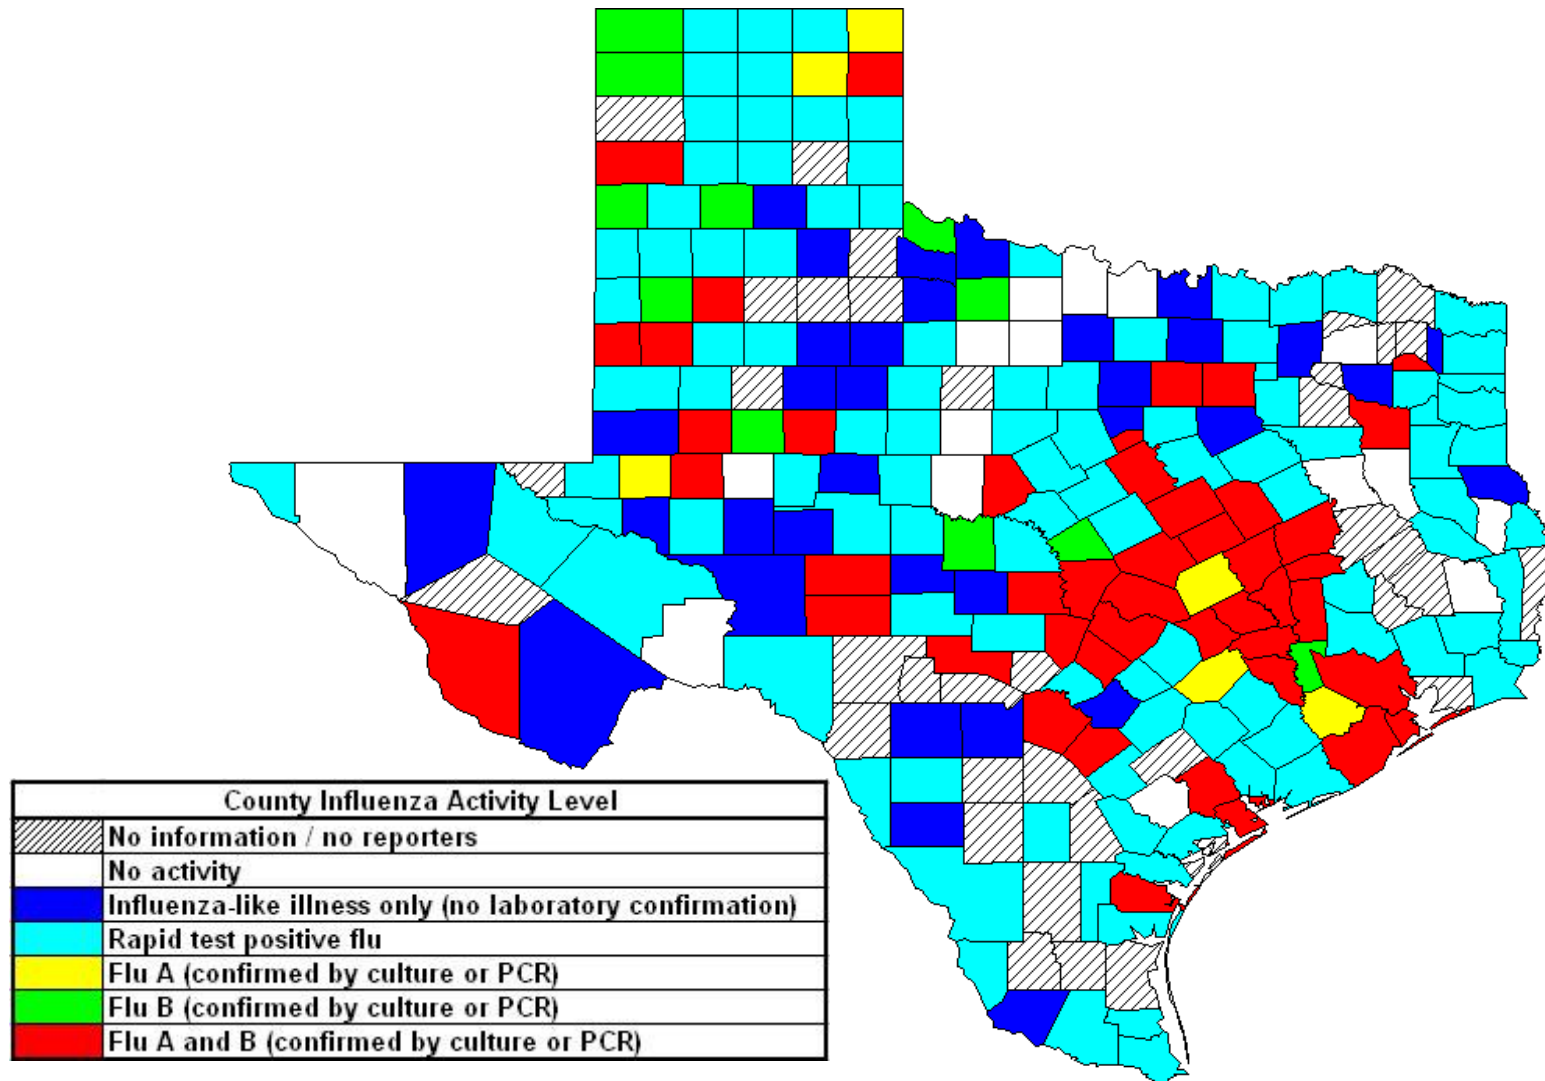 County Influenza Activity Level
No information / no reporters
No activity
Influenza-like illness only (no laboratory confirmation)
Rapid test positive flu
Flu A (confirmed by culture or PCR)
Flu B (confirmed by culture or PCR)
Flu A and B (confirmed by culture or PCR)